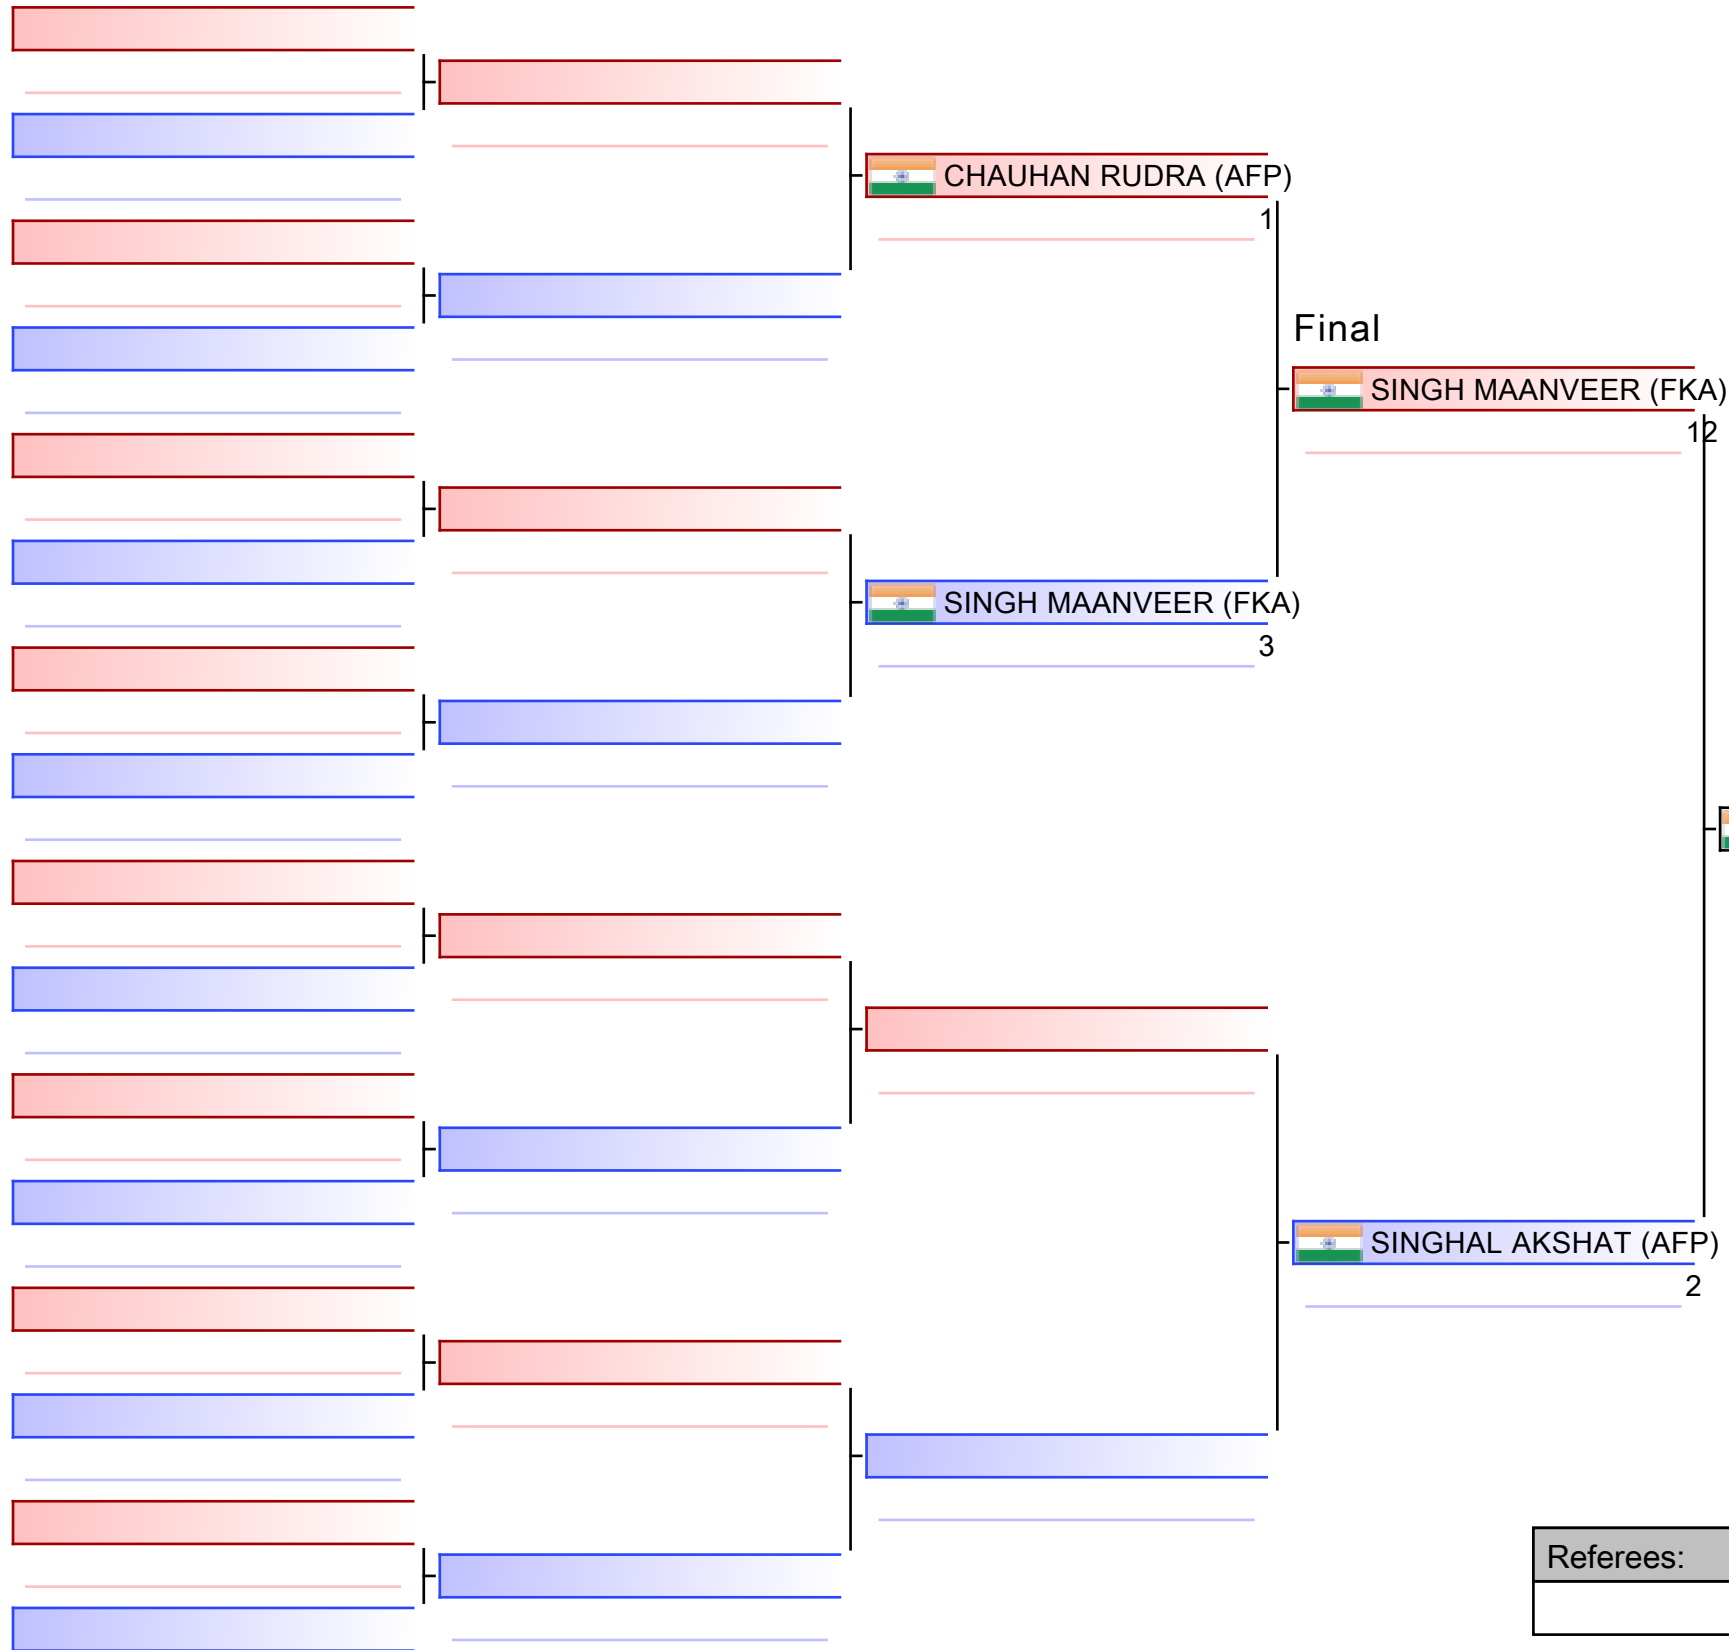 CHAUHAN RUDRA (AFP)
1
Final
SINGH MAANVEER (FKA)
12
SINGH MAANVEER (FKA)
3
SINGHAL AKSHAT (AFP)
2
Referees: